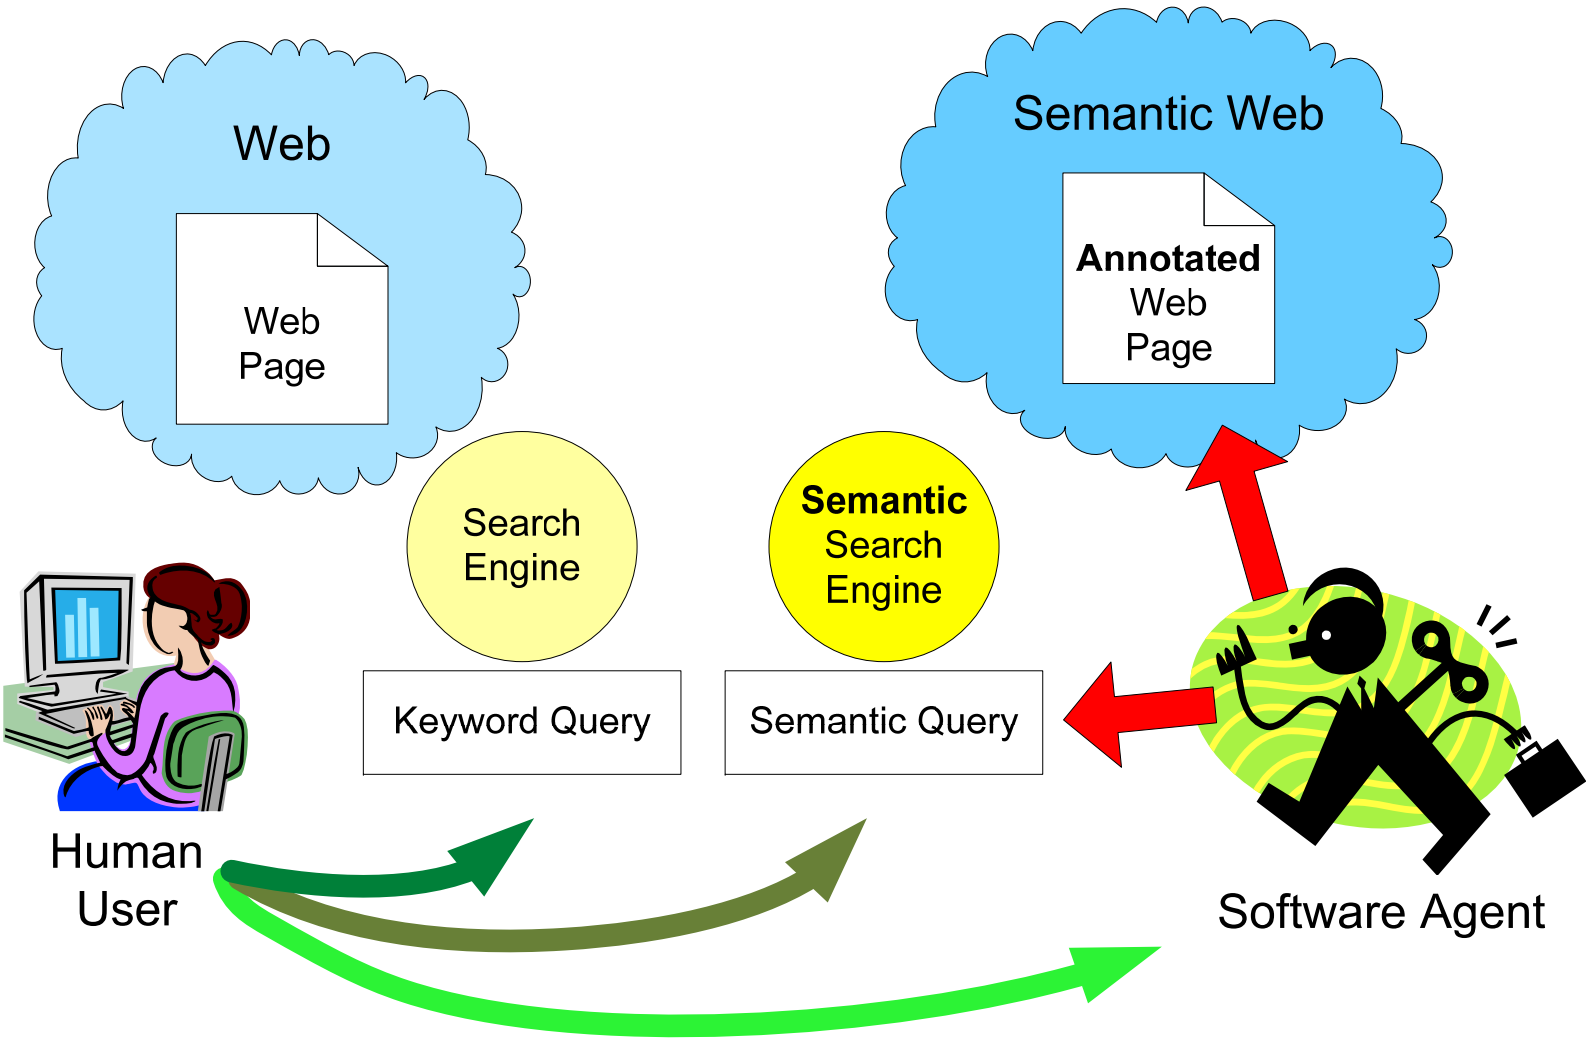 Web
Web
Page
Semantic Web
Annotated
Web
Page
Search
Engine
Semantic
Search
Engine
Keyword Query
Semantic Query
Human
User
Software Agent